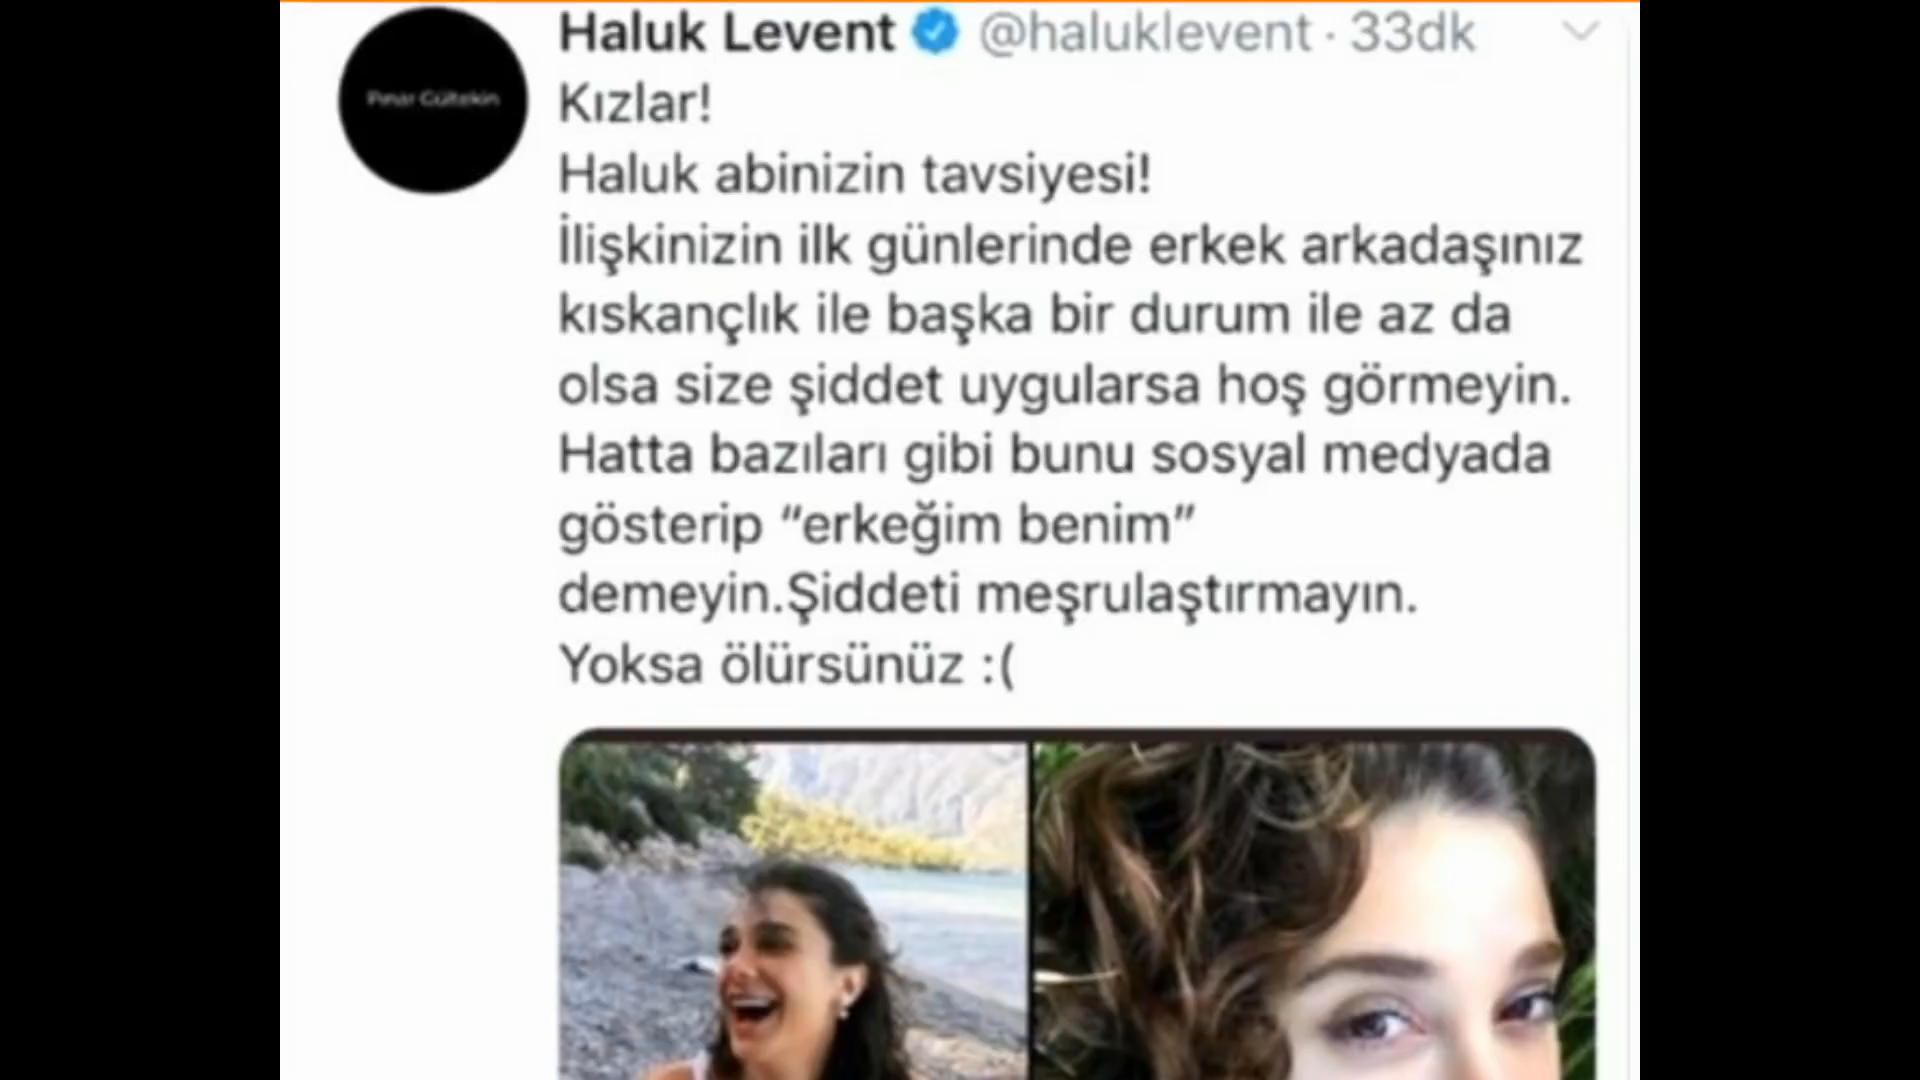 Haluk Levent @haluklevent · 33dk
Pınar Gültekin
Kızlar!
Haluk abinizin tavsiyesi!
İlişkinizin ilk günlerinde erkek arkadaşınız
kıskançlık ile başka bir durum ile az da
olsa size şiddet uygularsa hoş görmeyin.
Hatta bazıları gibi bunu sosyal medyada
gösterip “erkeğim benim”
demeyin.Şiddeti meşrulaştırmayın.
Yoksa ölürsünüz :(